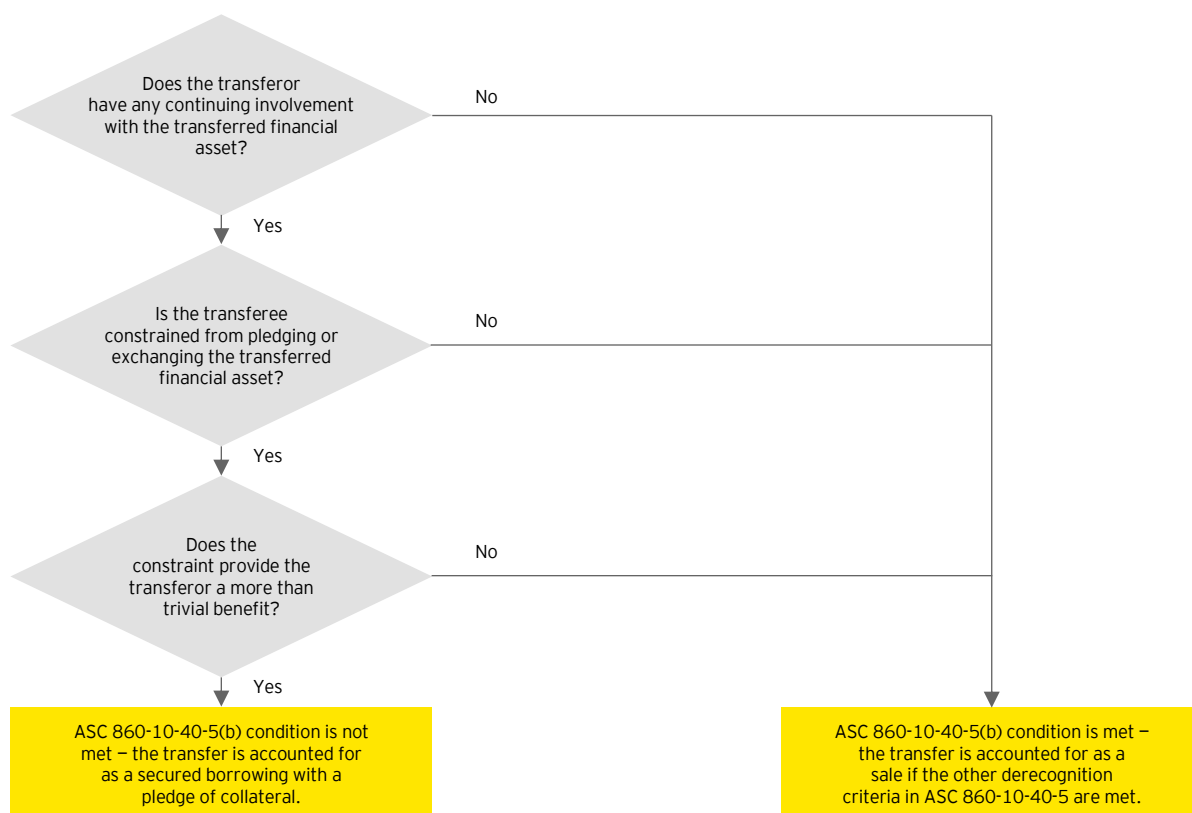 Does the transferor
have any continuing involvement
with the transferred financial
asset?
No
Yes
Is the transferee
constrained from pledging or
exchanging the transferred
financial asset?
No
Yes
Does the
constraint provide the
transferor a more than
trivial benefit?
No
Yes
ASC 860-10-40-5(b) condition is not
met – the transfer is accounted for
as a secured borrowing with a
pledge of collateral.
ASC 860-10-40-5(b) condition is met –
the transfer is accounted for as a
sale if the other derecognition
criteria in ASC 860-10-40-5 are met.